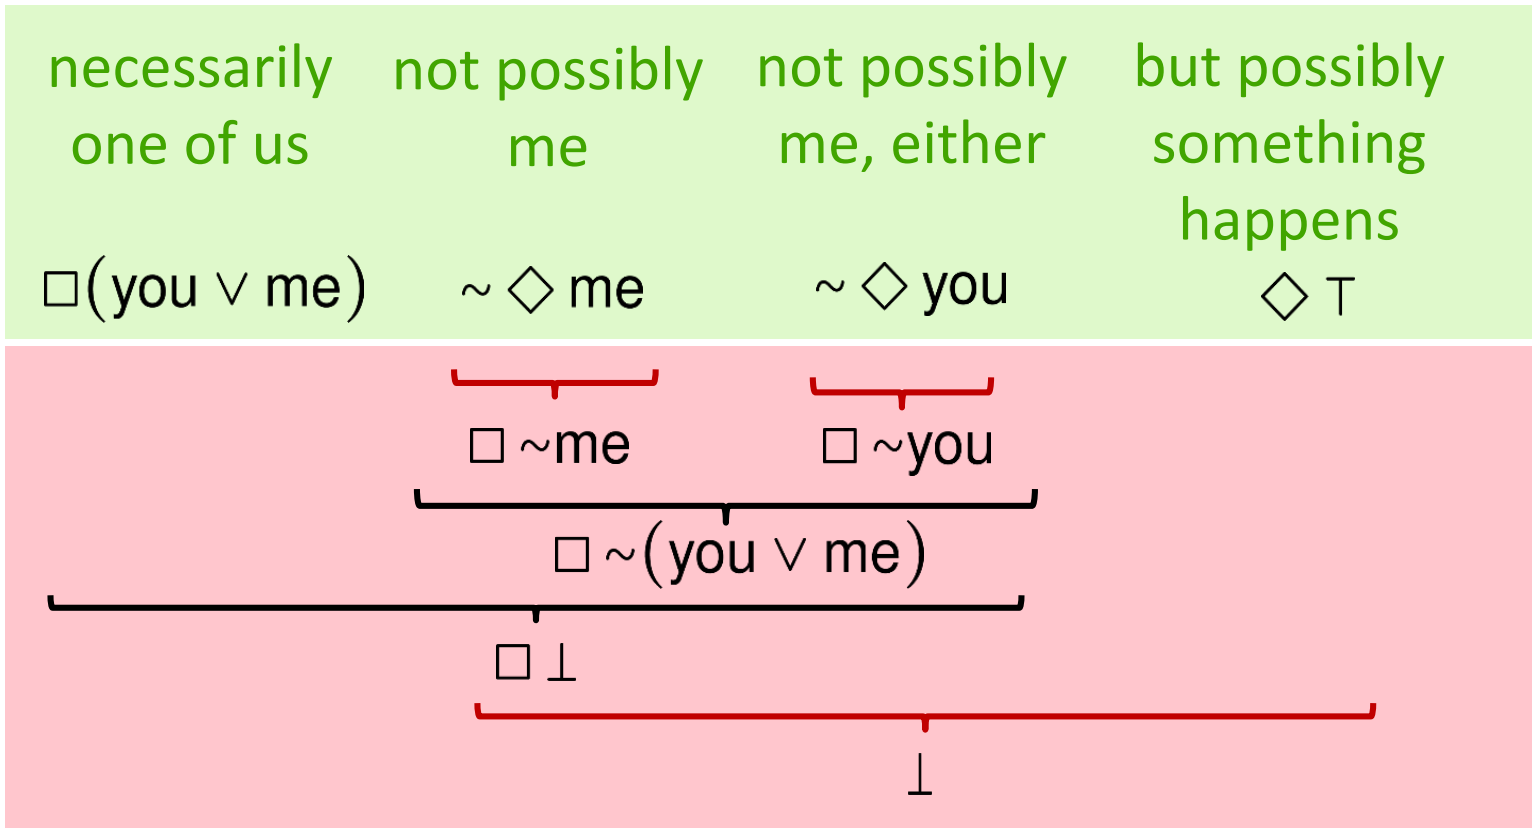 necessarily
one of us
not possibly
me
not possibly
me, either
but possibly
something
happens
□(you ∨ me)
~ ◇ me
~ ◇ you
◇ ⊤
□ ~me
□ ~you
□ ~(you ∨ me)
□ ⊥
⊥